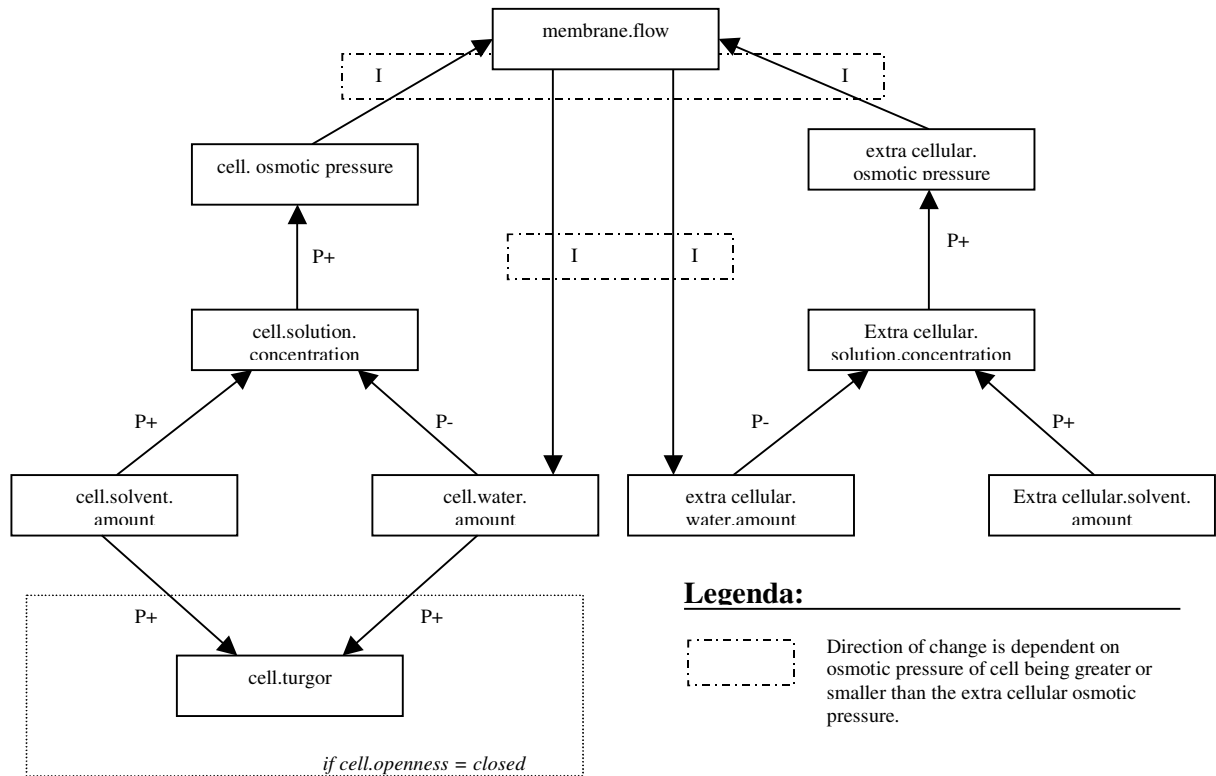 membrane.flow
I
I
cell. osmotic pressure
extra cellular.
osmotic pressure
P+
I
I
P+
cell.solution.
concentration
Extra cellular.
solution.concentration
P+
P-
P-
P+
cell.solvent.
amount
cell.water.
amount
extra cellular.
water.amount
Extra cellular.solvent.
amount
P+
P+
cell.turgor
if cell.openness = closed
Legenda:
Direction of change is dependent on
osmotic pressure of cell being greater or
smaller than the extra cellular osmotic
pressure.